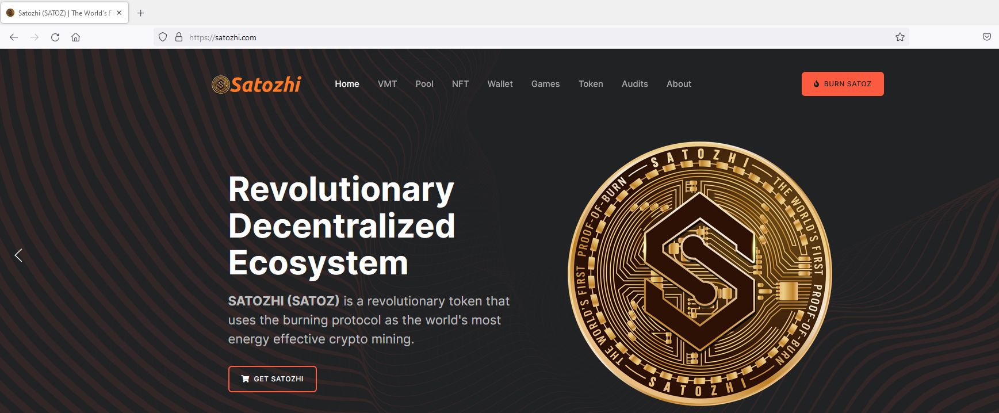 Satozhi (SATOZ) | The World's Fi
https://satozhi.com
Satozhi
Home VMT Pool NFT Wallet Games Token Audits About
BURN SATOZ
Revolutionary
Decentralized
Ecosystem
SATOZHI (SATOZ) is a revolutionary token that
uses the burning protocol as the world's most
energy effective crypto mining.
GET SATOZHI
SATOZHI
THE WORLD'S FIRST PROOF-OF-BURN
SATOZHI
THE WORLD'S FIRST PROOF-OF-BURN